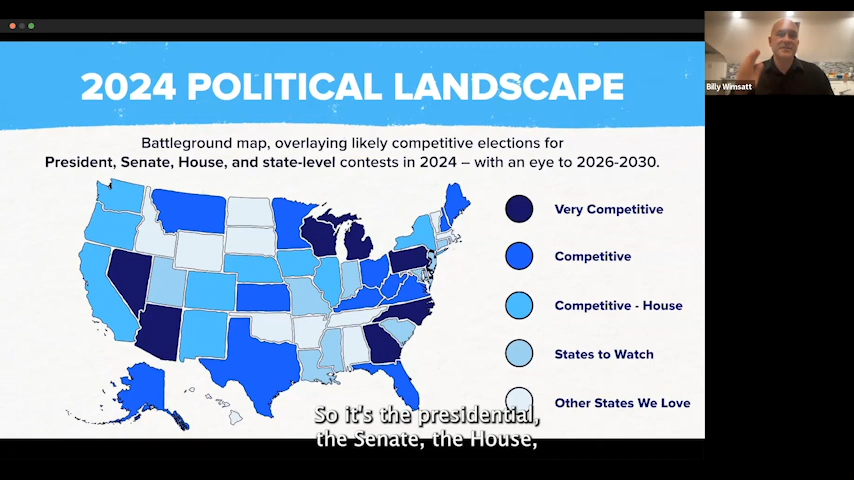 2024 POLITICAL LANDSCAPE
Battleground map, overlaying likely competitive elections for
President, Senate, House, and state-level contests in 2024 – with an eye to 2026-2030.
Very Competitive
Competitive
Competitive - House
States to Watch
Other States We Love
Billy Wimsatt
So it's the presidential,
the Senate, the House,